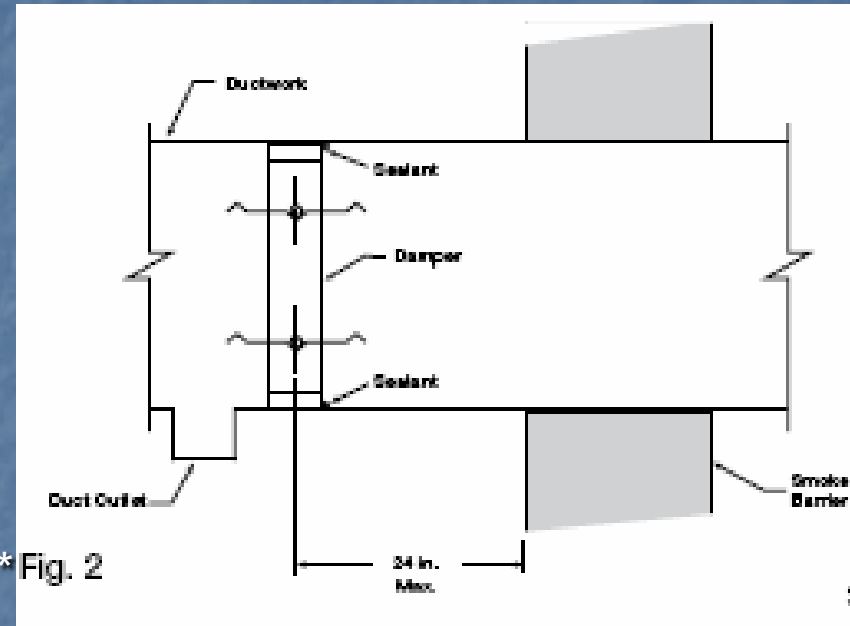 Ductwork
Sealant
Damper
Sealant
Duct Outlet
Smoke
Barrier
24 in.
Max.
* Fig. 2